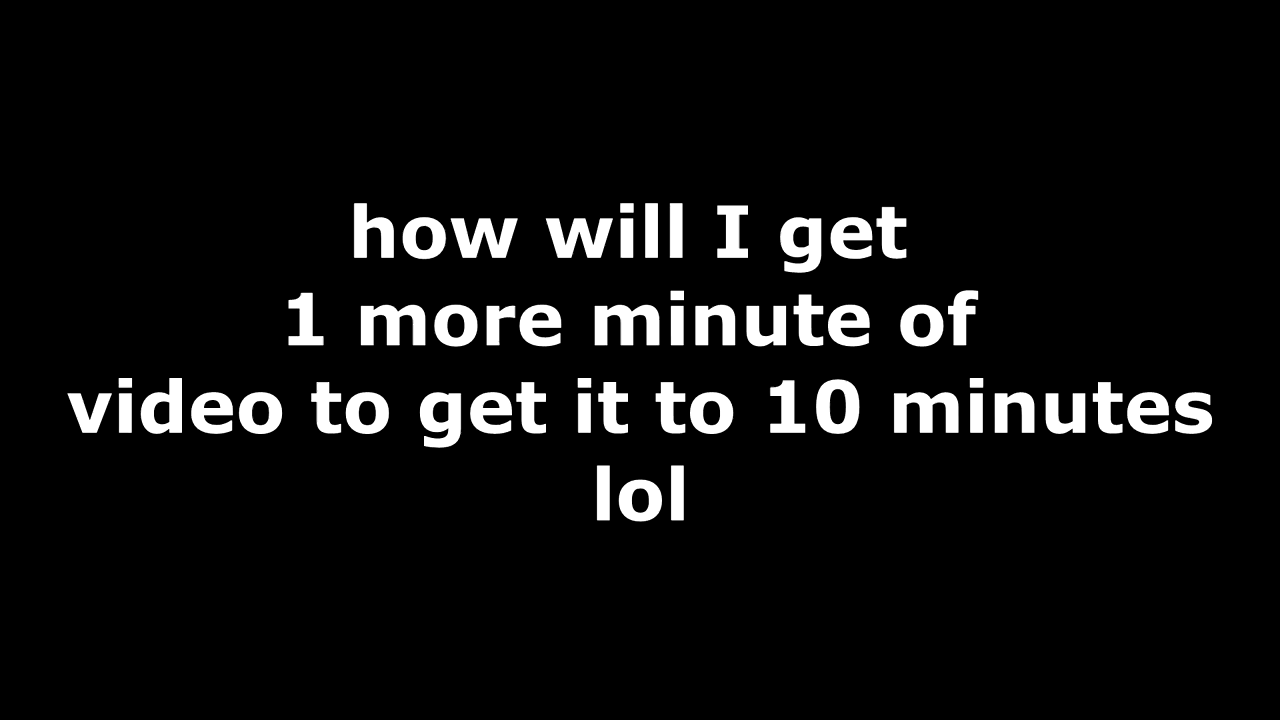 how will I get
1 more minute of
video to get it to 10 minutes
lol